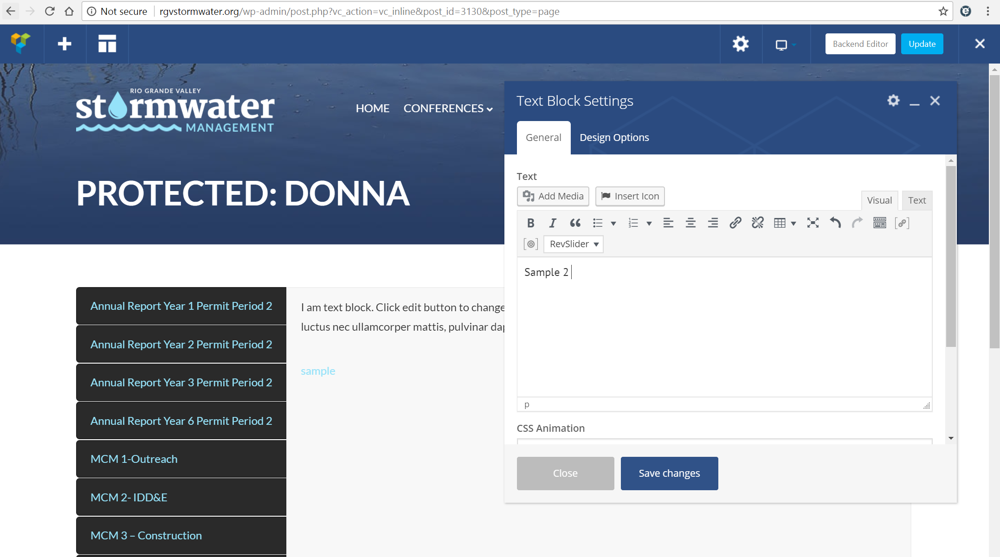 Not secure rgvstormwater.org/wp-admin/post.php?vc_action=vc_inline&post_id=3130&post_type=page
Backend Editor Update
RIO GRANDE VALLEY
stormwater
MANAGEMENT
HOME CONFERENCES
PROTECTED: DONNA
Annual Report Year 1 Permit Period 2
Annual Report Year 2 Permit Period 2
Annual Report Year 3 Permit Period 2
Annual Report Year 6 Permit Period 2
MCM 1-Outreach
MCM 2- IDD&E
MCM 3 – Construction
I am text block. Click edit button to change
luctus nec ullamcorper mattis, pulvinar dap
sample
Text Block Settings
General Design Options
Text
Add Media Insert Icon
Visual Text
RevSlider
Sample 2
p
CSS Animation
Close Save changes